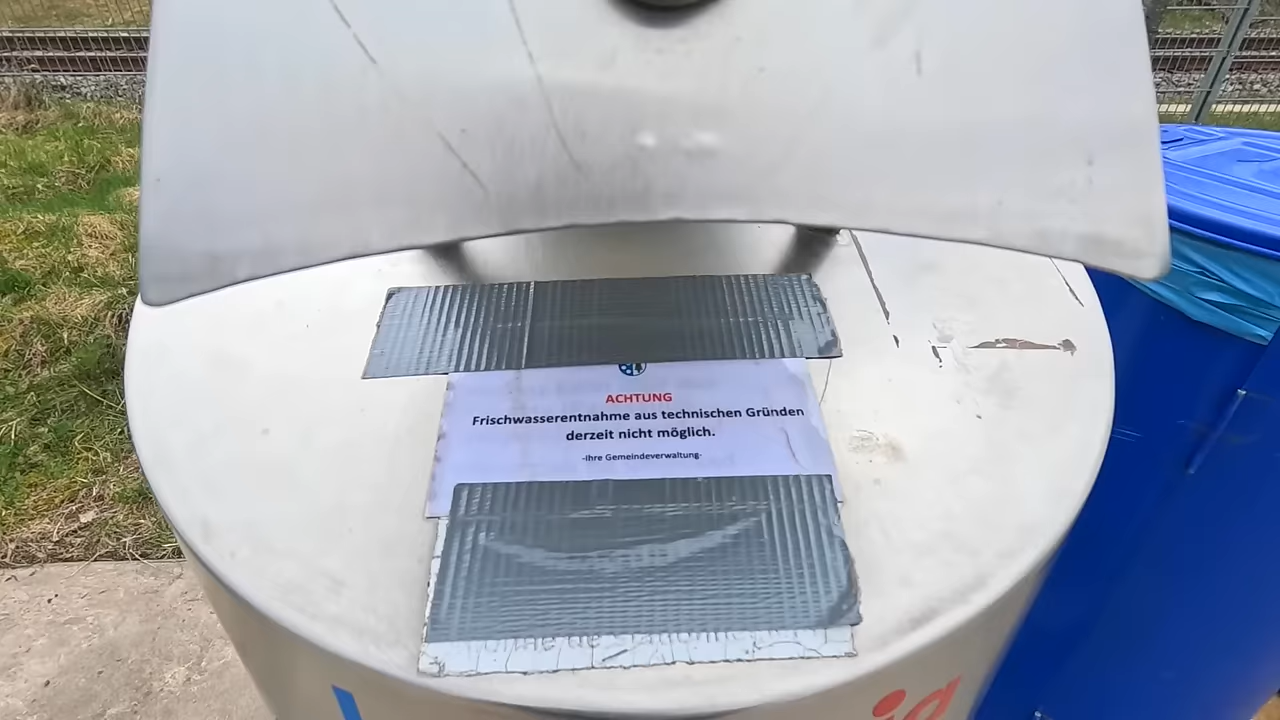 ACHTUNG
Frischwasserentnahme aus technischen Gründen
derzeit nicht möglich.
-Ihre Gemeindeverwaltung-